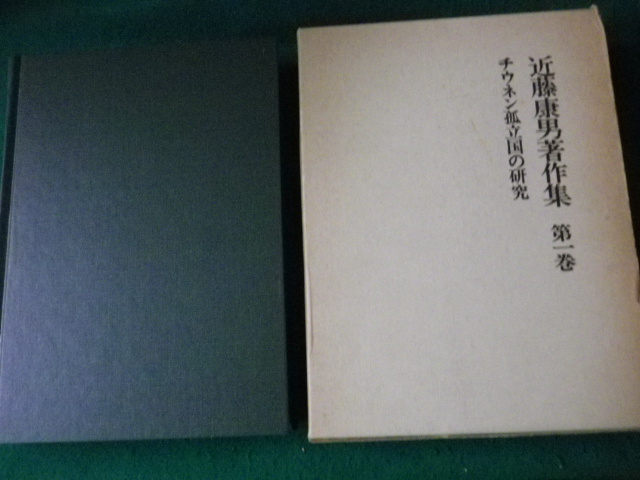 近藤康男著作集 第一巻
チウネン孤立国の研究